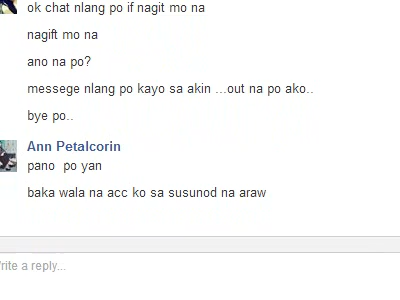 ok chat nlang po if nagit mo na
nagift mo na
ano na po?
messege nlang po kayo sa akin ...out na po ako..
bye po..
Ann Petalcorin
pano po yan
baka wala na acc ko sa susunod na araw
rite a reply...